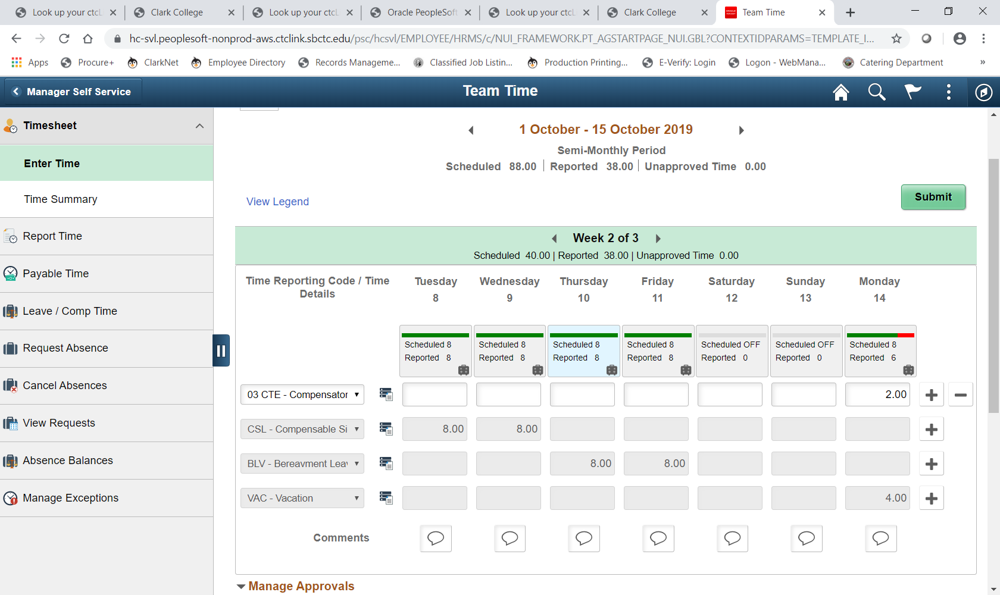 Look up your ctcL
Clark College
Look up your ctcL
Oracle PeopleSoft
Look up your ctcL
Clark College
Team Time
hc-svl.peoplesoft-nonprod-aws.ctclink.sbctc.edu/psc/hcsvl/EMPLOYEE/HRMS/c/NUI_FRAMEWORK.PT_AGSTARTPAGE_NUI.GBL?CONTEXTIDPARAMS=TEMPLATE_I...
Apps Procure+ ClarkNet Employee Directory Records Manageme... Classified Job Listin... Production Printing... E-Verify: Login Logon - WebMana... Catering Department »
Manager Self Service
Team Time
Timesheet
Enter Time
Time Summary
Report Time
Payable Time
Leave / Comp Time
Request Absence
Cancel Absences
View Requests
Absence Balances
Manage Exceptions
1 October - 15 October 2019
Semi-Monthly Period
Scheduled 88.00 | Reported 38.00 | Unapproved Time 0.00
View Legend
Submit
Week 2 of 3
Scheduled 40.00 | Reported 38.00 | Unapproved Time 0.00
Time Reporting Code / Time
Details
Tuesday Wednesday Thursday Friday Saturday Sunday Monday
8 9 10 11 12 13 14
Scheduled 8 Scheduled 8 Scheduled 8 Scheduled 8 Scheduled OFF Scheduled OFF Scheduled 8
Reported 8 Reported 8 Reported 8 Reported 8 Reported 0 Reported 0 Reported 6
03 CTE - Compensator 2.00
CSL - Compensable Si 8.00 8.00
BLV - Bereavment Leav 8.00 8.00
VAC - Vacation 4.00
Comments
Manage Approvals